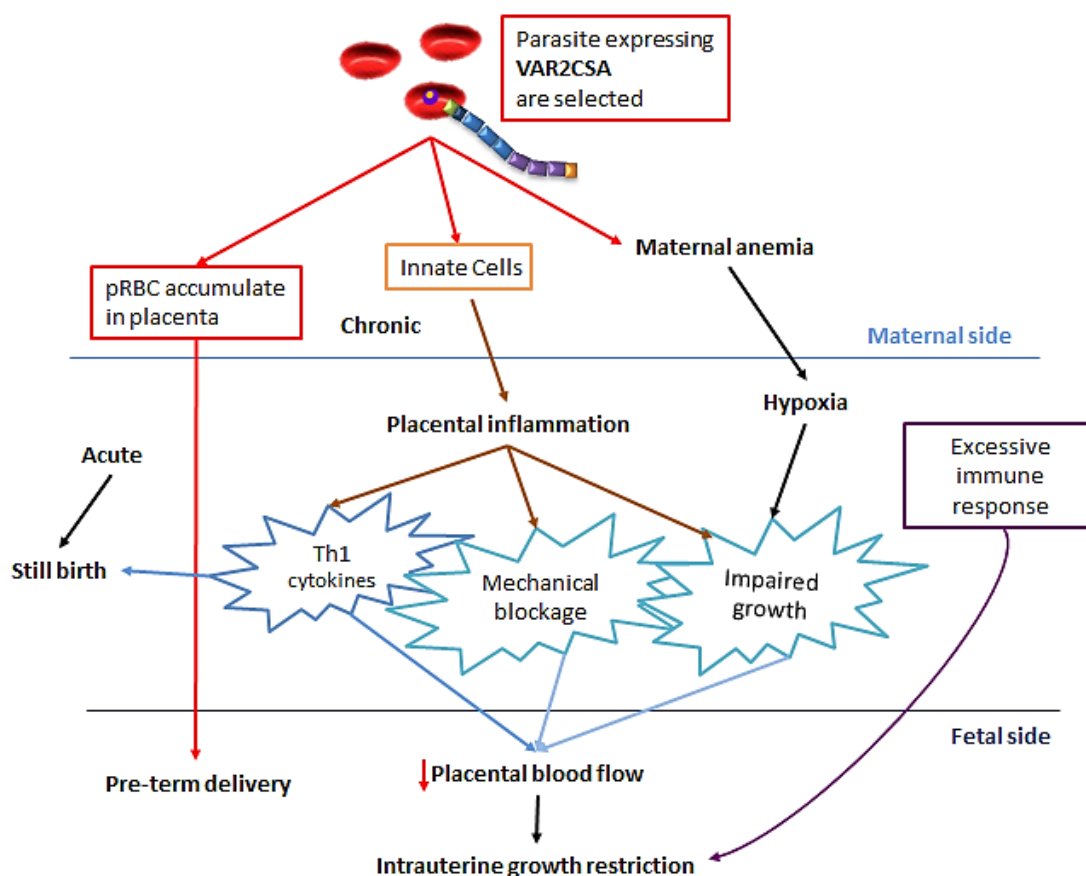 Parasite expressing
VAR2CSA
are selected
Maternal anemia
Innate Cells
pRBC accumulate
in placenta
Chronic
Maternal side
Hypoxia
Placental inflammation
Acute
Excessive
immune
response
Th1
cytokines
Mechanical
blockage
Impaired
growth
Still birth
Fetal side
Pre-term delivery
Placental blood flow
Intrauterine growth restriction